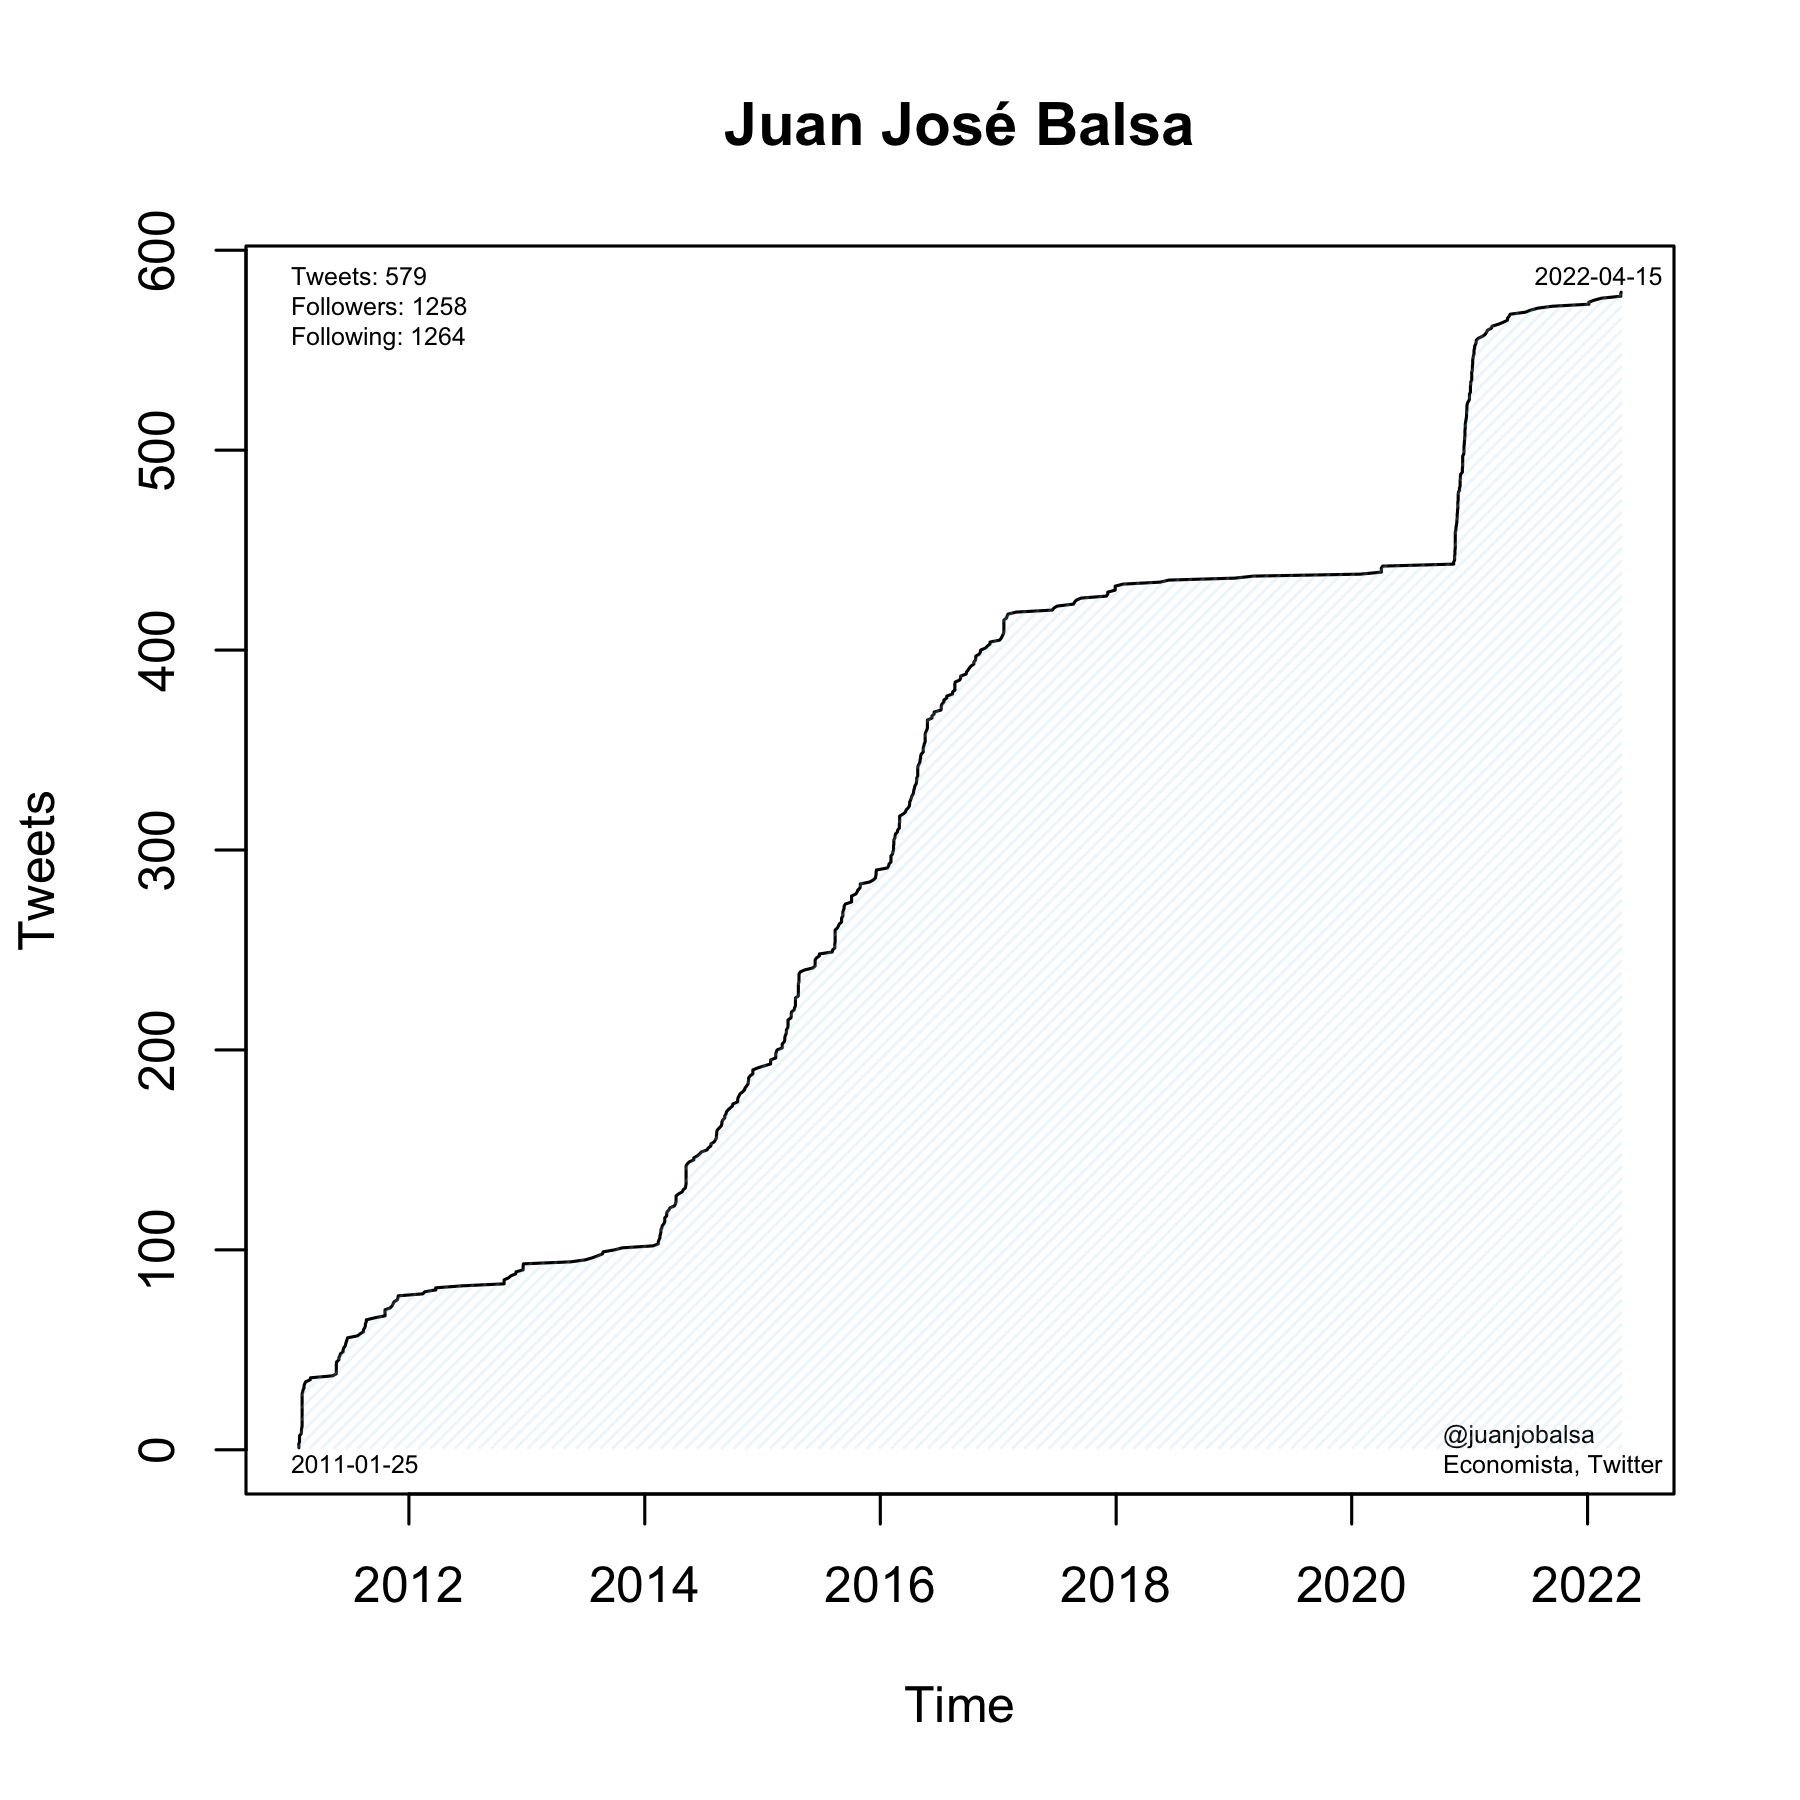 Juan José Balsa
Tweets: 579
Followers: 1258
Following: 1264
2022-04-15
600
500
400
300
200
100
0
Tweets
2011-01-25
@juanjobalsa
Economista, Twitter
2012 2014 2016 2018 2020 2022
Time